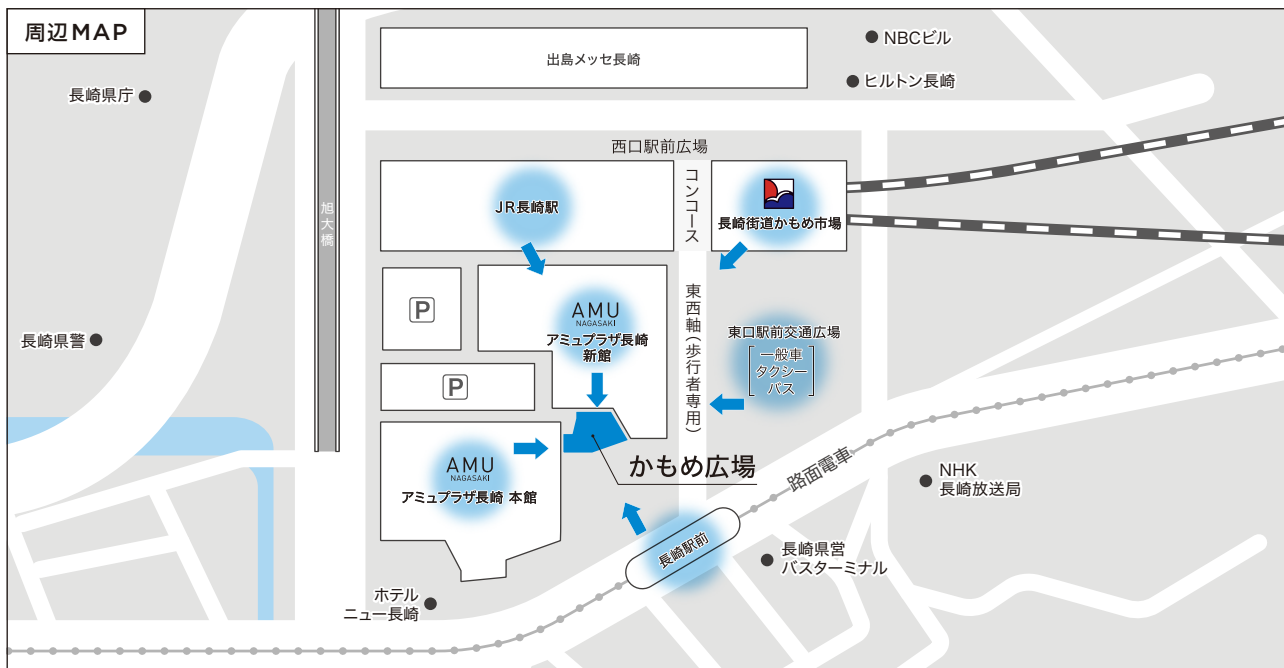 周辺MAP
出島メッセ長崎
NBCビル
ヒルトン長崎
長崎県庁
西口駅前広場
コンコース
JR長崎駅
長崎街道かもめ市場
旭大橋
P
AMU
NAGASAKI
アミュプラザ長崎
新館
東西軸(歩行者専用)
東口駅前交通広場
一般車
タクシー
バス
長崎県警
P
AMU
NAGASAKI
アミュプラザ長崎 本館
かもめ広場
路面電車
NHK
長崎放送局
長崎駅前
長崎県営
バスターミナル
ホテル
ニュー長崎